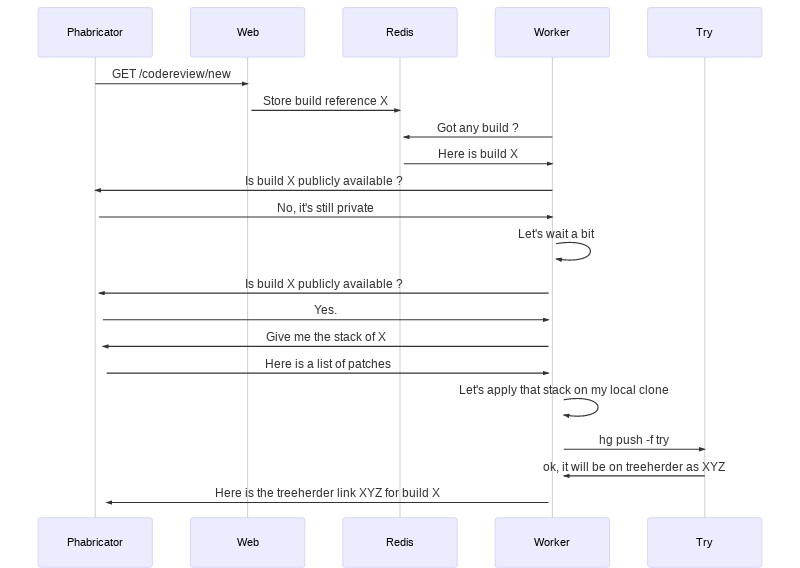 Phabricator
Web
Redis
Worker
Try
GET /codereview/new
Store build reference X
Got any build ?
Here is build X
Is build X publicly available ?
No, it's still private
Let's wait a bit
Is build X publicly available ?
Yes.
Give me the stack of X
Here is a list of patches
Let's apply that stack on my local clone
hg push -f try
ok, it will be on treeherder as XYZ
Here is the treeherder link XYZ for build X
Phabricator
Web
Redis
Worker
Try